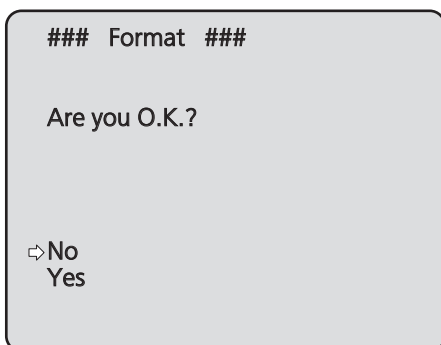 ### Format ###
Are you O.K.?
⇨No
Yes